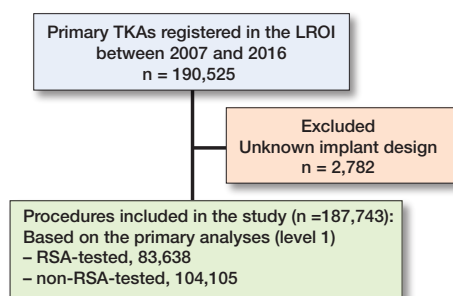 Primary TKAs registered in the LROI
between 2007 and 2016
n = 190,525
Excluded
Unknown implant design
n = 2,782
Procedures included in the study (n =187,743):
Based on the primary analyses (level 1)
– RSA-tested, 83,638
– non-RSA-tested, 104,105